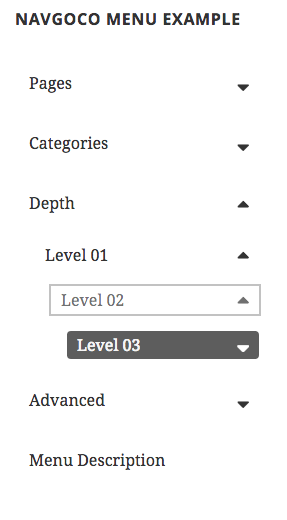 NAVGOCO MENU EXAMPLE
Pages
Categories
Depth
Level 01
Level 02
Level 03
Advanced
Menu Description